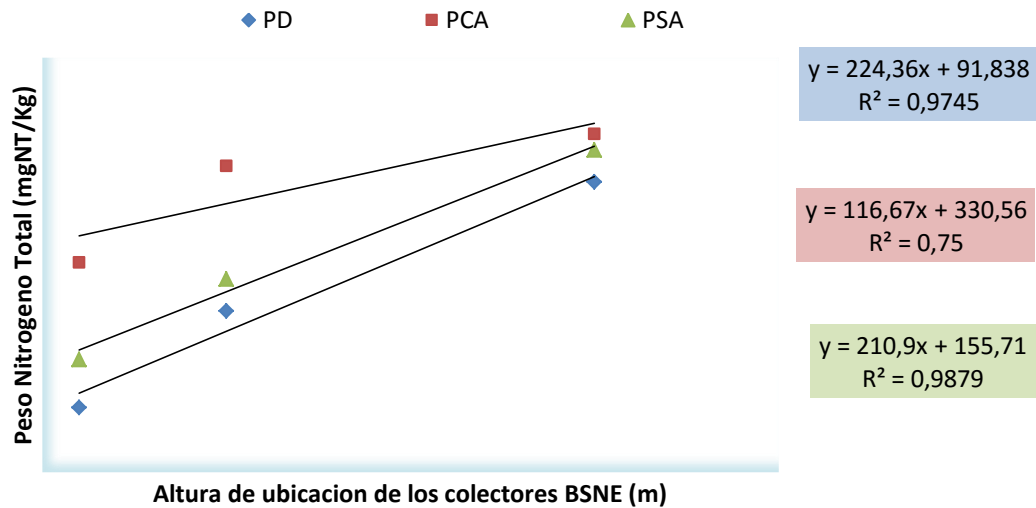 PD PCA PSA
Peso Nitrogeno Total (mgNT/Kg)
y = 224,36x + 91,838
R² = 0,9745
y = 116,67x + 330,56
R² = 0,75
y = 210,9x + 155,71
R² = 0,9879
Altura de ubicacion de los colectores BSNE (m)